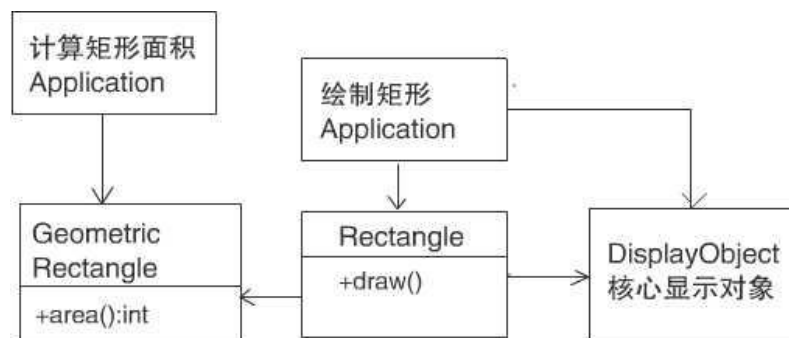 计算矩形面积
Application
绘制矩形
Application
Geometric
Rectangle
+area():int
Rectangle
+draw()
DisplayObject
核心显示对象